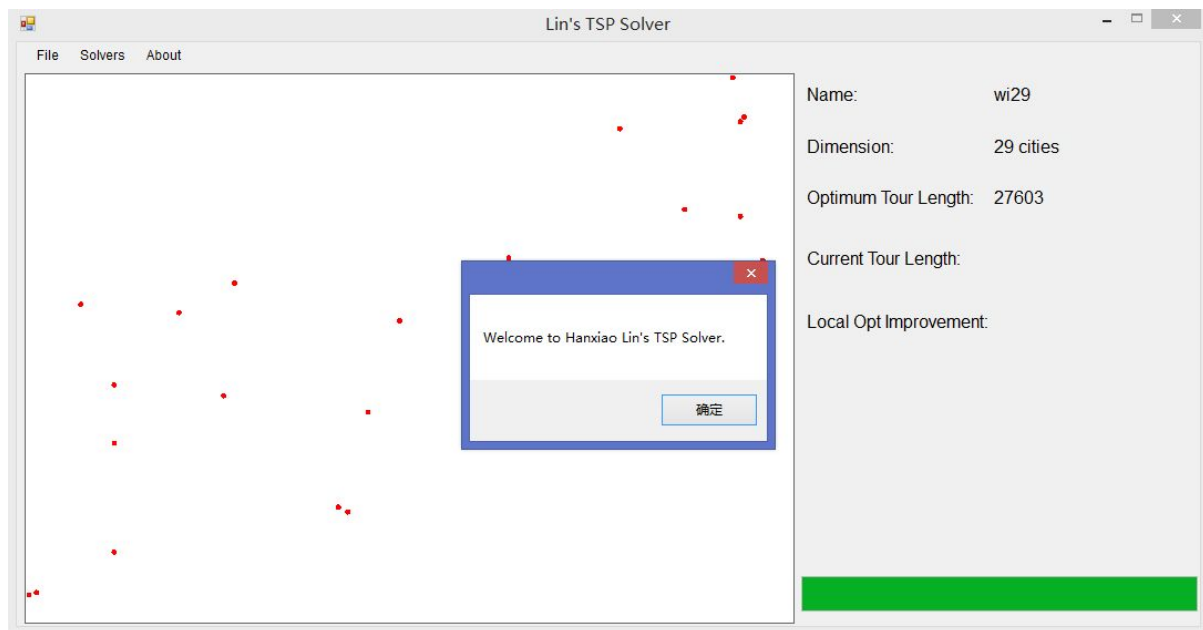 Lin's TSP Solver
File Solvers About
Name: wi29
Dimension: 29 cities
Optimum Tour Length: 27603
Current Tour Length:
Local Opt Improvement:
Welcome to Hanxiao Lin's TSP Solver.
确定